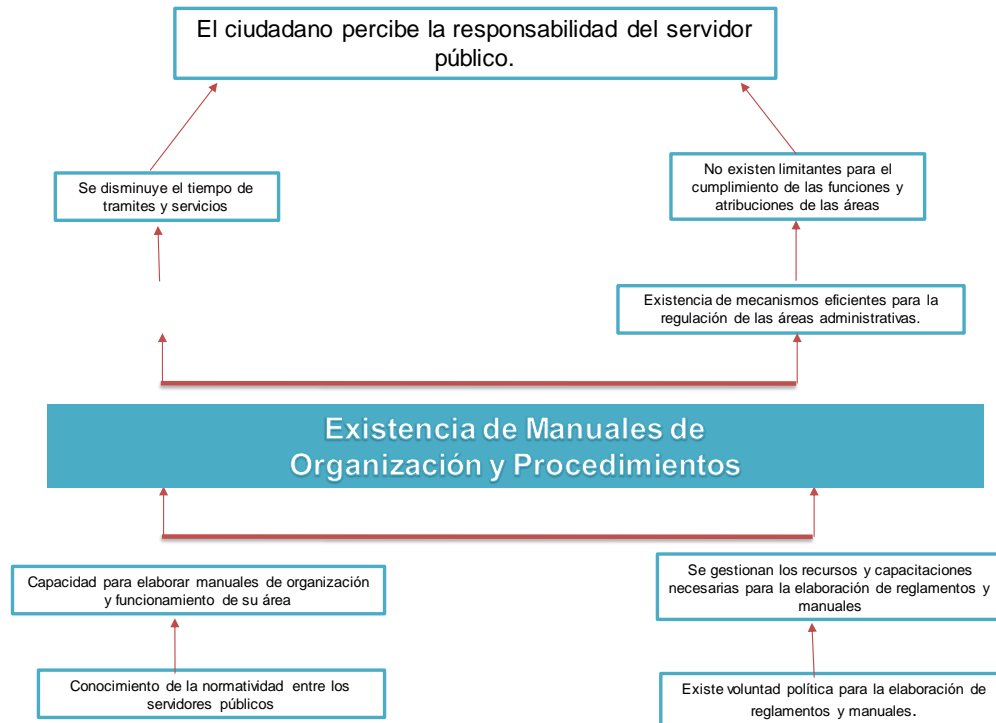 El ciudadano percibe la responsabilidad del servidor
público.
Se disminuye el tiempo de
tramites y servicios
No existen limitantes para el
cumplimiento de las funciones y
atribuciones de las áreas
Existencia de mecanismos eficientes para la
regulación de las áreas administrativas.
Existencia de Manuales de
Organización y Procedimientos
Capacidad para elaborar manuales de organización
y funcionamiento de su área
Se gestionan los recursos y capacitaciones
necesarias para la elaboración de reglamentos y
manuales
Conocimiento de la normatividad entre los
servidores públicos
Existe voluntad política para la elaboración de
reglamentos y manuales.